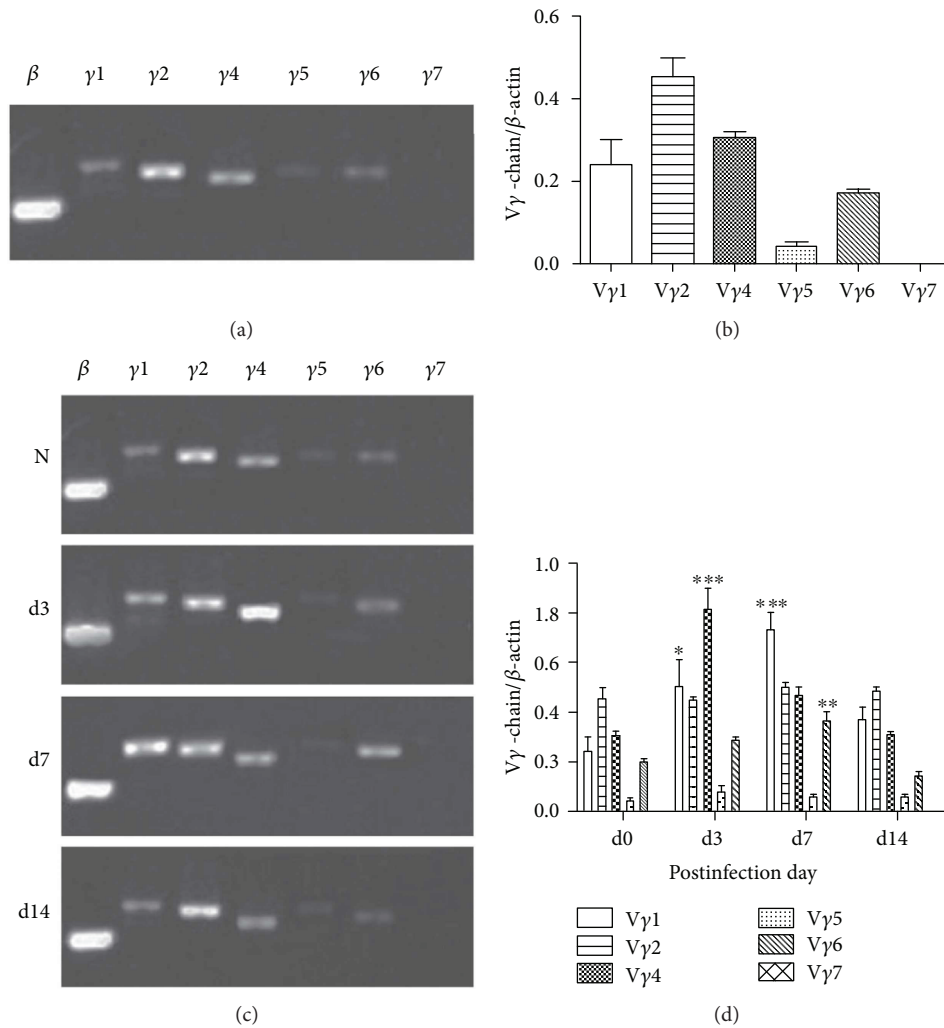 β γ1 γ2 γ4 γ5 γ6 γ7
(a)
Vγ -chain/β-actin
0.6
0.4
0.2
0.0
Vγ1 Vγ2 Vγ4 Vγ5 Vγ6 Vγ7
(b)
β γ1 γ2 γ4 γ5 γ6 γ7
N
d3
d7
d14
(c)
Vγ -chain/β-actin
1.0
1.8
0.6
0.4
0.3
0.0
* *** *** **
d0 d3 d7 d14
Postinfection day
Vγ1 Vγ5
Vγ2 Vγ6
Vγ4 Vγ7
(d)